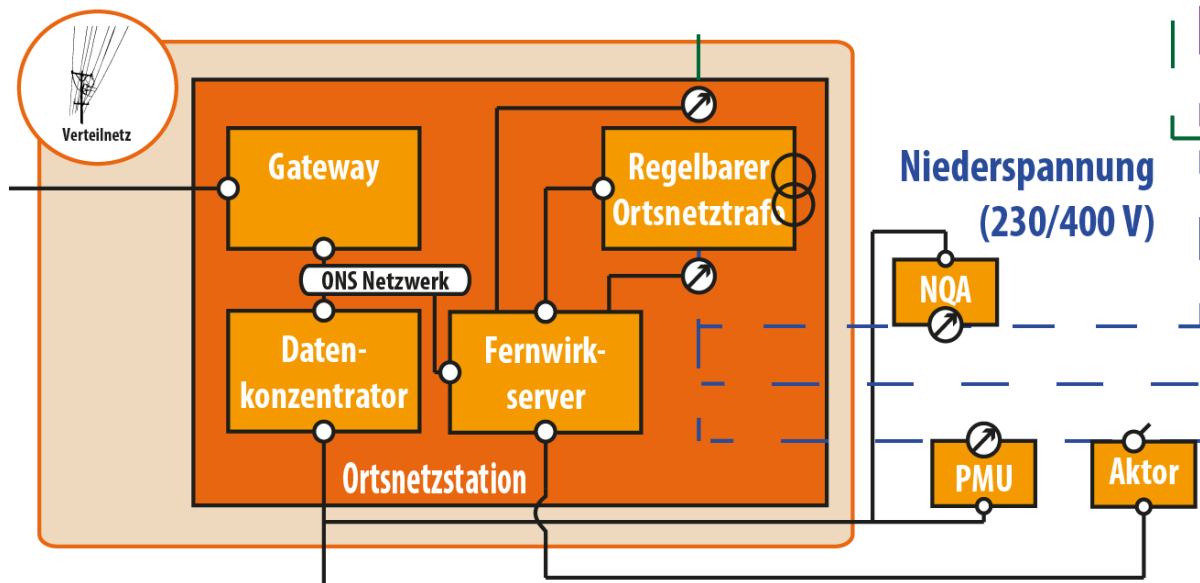 Verteilnetz
Gateway
Regelbarer
Ortsnetztrafo
Niederspannung
(230/400 V)
ONS Netzwerk
NQA
Daten-
konzentrator
Fernwirk-
server
Ortsnetzstation
PMU
Aktor